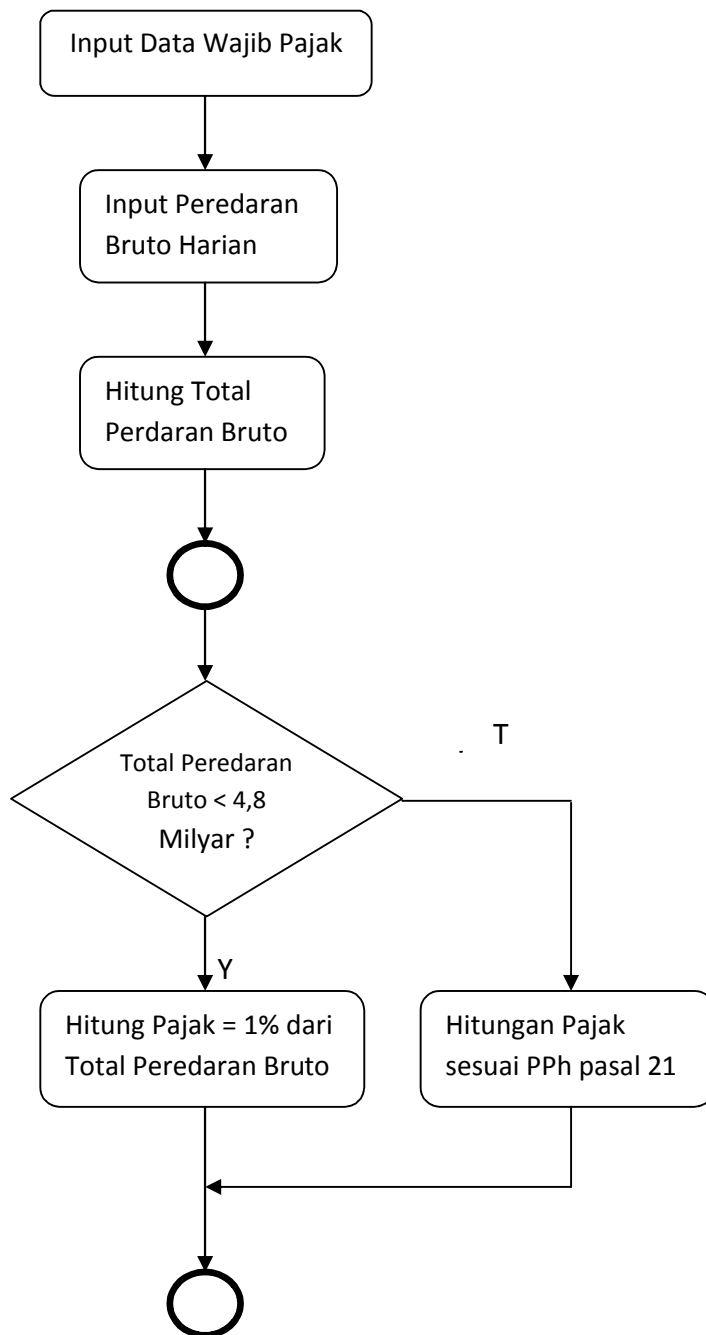 Input Data Wajib Pajak
Input Peredaran
Bruto Harian
Hitung Total
Perdaran Bruto
Total Peredaran
Bruto < 4,8
Milyar ?
T
Y
Hitung Pajak = 1% dari
Total Peredaran Bruto
Hitungan Pajak
sesuai PPh pasal 21